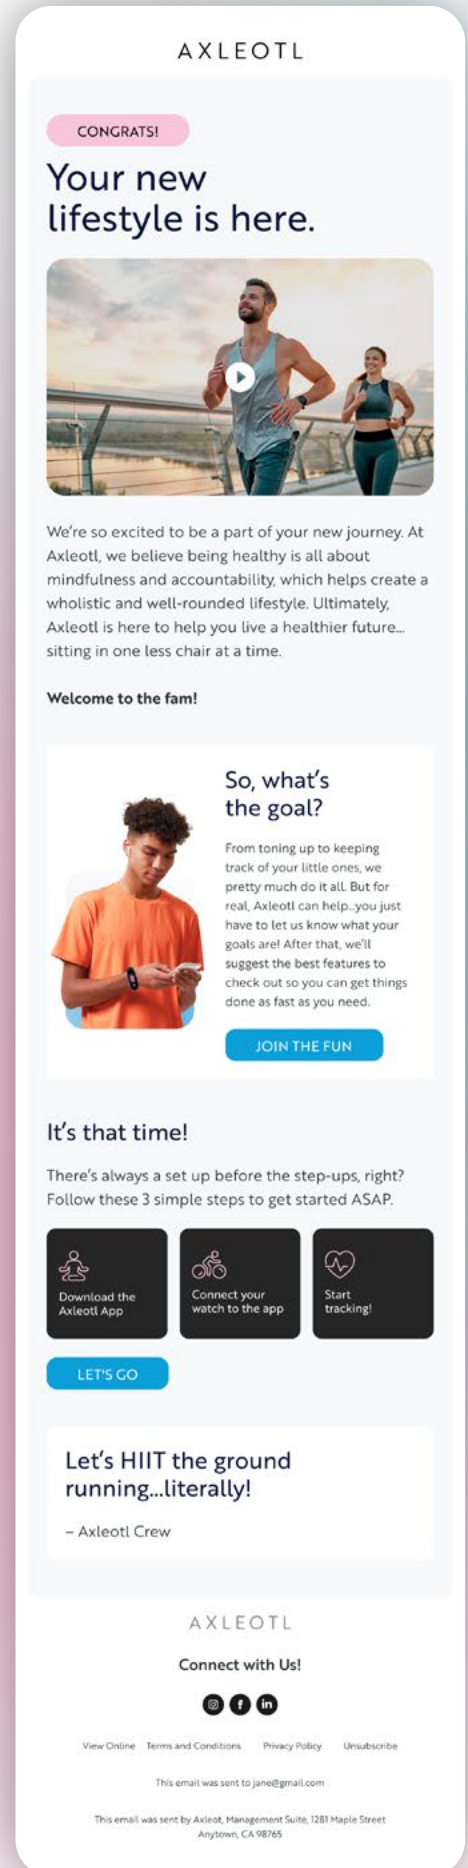 AXLEOTL
CONGRATS!
Your new
lifestyle is here.
We're so excited to be a part of your new journey. At
Axleotl, we believe being healthy is all about
mindfulness and accountability, which helps create a
wholistic and well-rounded lifestyle. Ultimately,
Axleotl is here to help you live a healthier future...
sitting in one less chair at a time.
Welcome to the fam!
So, what's
the goal?
From toning up to keeping
track of your little ones, we
pretty much do it all. But for
real, Axleotl can help...you just
have to let us know what your
goals are! After that, we'll
suggest the best features to
check out so you can get things
done as fast as you need.
JOIN THE FUN
It's that time!
There's always a set up before the step-ups, right?
Follow these 3 simple steps to get started ASAP.
Download the
Axleotl App
Connect your
watch to the app
Start
tracking!
LET'S GO
Let's HIIT the ground
running...literally!
– Axleotl Crew
AXLEOTL
Connect with Us!
View Online Terms and Conditions Privacy Policy Unsubscribe
This email was sent to jane@gmail.com
This email was sent by Axleot, Management Suite, 1281 Maple Street
Anytown, CA 98765